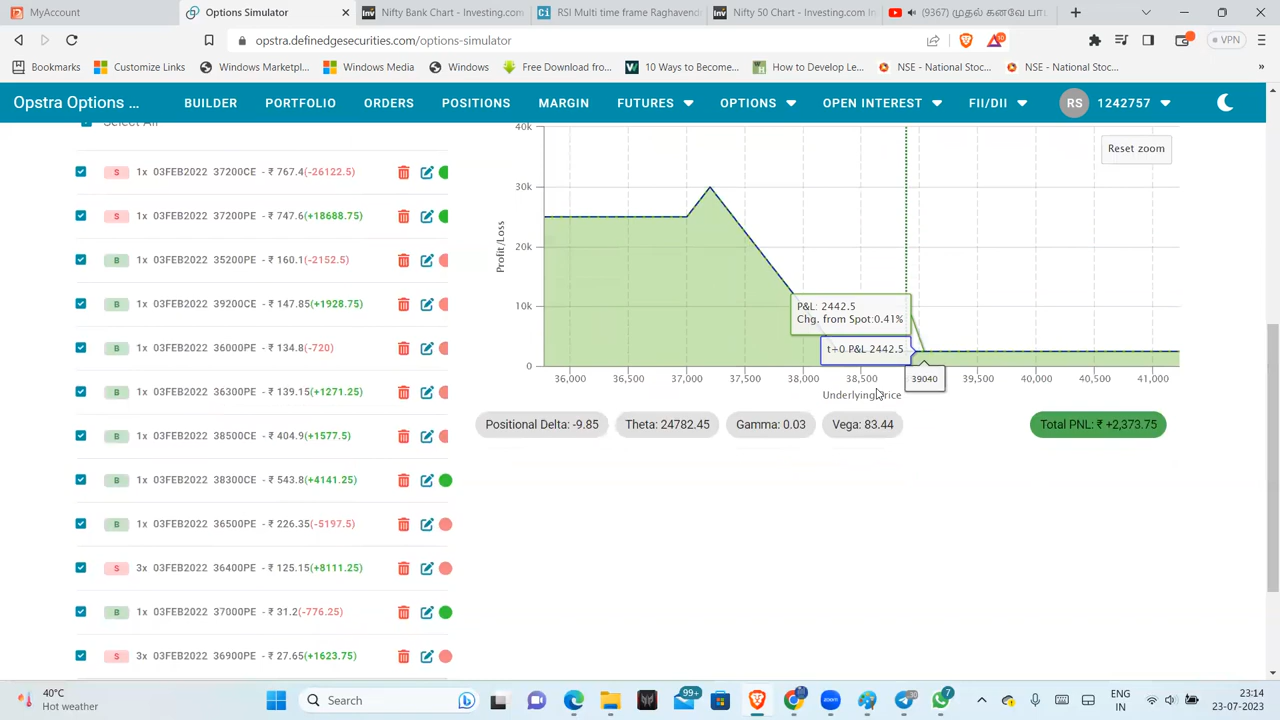 MyAccount
Options Simulator
Nifty Bank Chart - Investing.com
RSI Multi time frame Raghavend
Nifty 50 Chart - Investing.com In
(9367) முதல் கனவே பா
opstra.definedgesecurities.com/options-simulator
10
VPN
Bookmarks
Customize Links
Windows Marketpl...
Windows Media
Windows
Free Download fro...
10 Ways to Become...
How to Develop Le...
NSE - National Stoc...
NSE - National Stoc...
»
Opstra Options ...
BUILDER
PORTFOLIO
ORDERS
POSITIONS
MARGIN
FUTURES
OPTIONS
OPEN INTEREST
FII/DII
RS
1242757
Select All
S 1x 03FEB2022 37200CE - ₹ 767.4(-26122.5)
S 1x 03FEB2022 37200PE - ₹ 747.6(+18688.75)
B 1x 03FEB2022 35200PE - ₹ 160.1(-2152.5)
B 1x 03FEB2022 39200CE - ₹ 147.85(+1928.75)
B 1x 03FEB2022 36000PE - ₹ 134.8(-720)
B 1x 03FEB2022 36300PE - ₹ 139.15(+1271.25)
B 1x 03FEB2022 38500CE - ₹ 404.9(+1577.5)
B 1x 03FEB2022 38300CE - ₹ 543.8(+4141.25)
B 1x 03FEB2022 36500PE - ₹ 226.35(-5197.5)
S 3x 03FEB2022 36400PE - ₹ 125.15(+8111.25)
B 1x 03FEB2022 37000PE - ₹ 31.2(-776.25)
S 3x 03FEB2022 36900PE - ₹ 27.65(+1623.75)
Reset zoom
Profit/Loss
40k
30k
20k
10k
0
P&L: 2442.5
Chg. from Spot:0.41%
t+0 P&L 2442.5
36,000 36,500 37,000 37,500 38,000 38,500 39040 39,500 40,000 40,500 41,000
Underlying Price
Positional Delta: -9.85
Theta: 24782.45
Gamma: 0.03
Vega: 83.44
Total PNL: ₹ +2,373.75
40°C
Hot weather
Search
99+
zoom
30
7
ENG
IN
23:14
23-07-2023